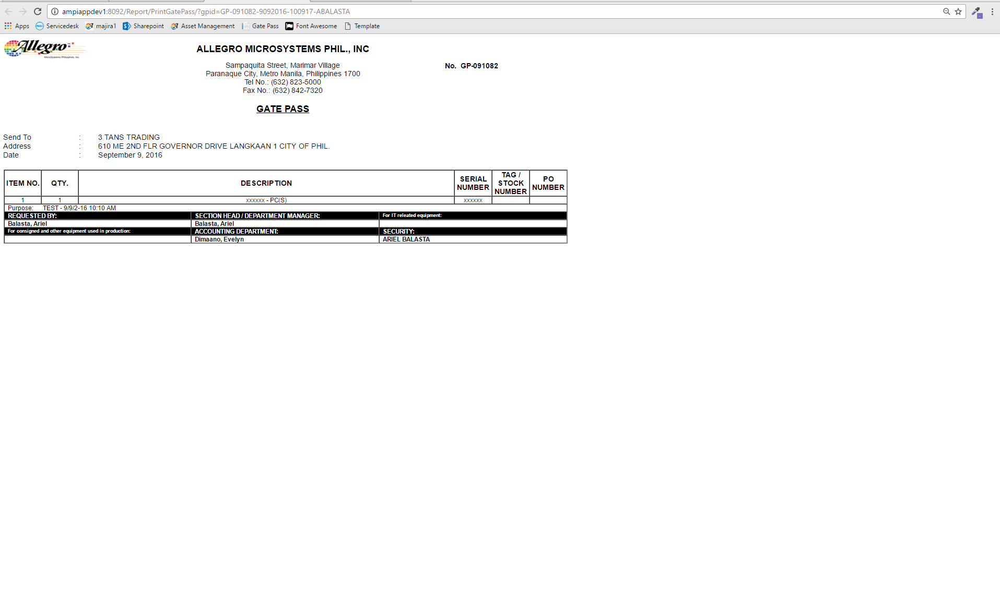 ampiappdev1:8092/Report/PrintGatePass/?gpid=GP-091082-9092016-100917-ABALASTA
Apps Servicedesk majira1 Sharepoint Asset Management Gate Pass Font Awesome Template
Allegro
MicroSystems Philippines, Inc.
ALLEGRO MICROSYSTEMS PHIL., INC
Sampaquita Street, Marimar Village
No. GP-091082
Paranaque City, Metro Manila, Philippines 1700
Tel No.: (632) 823-5000
Fax No.: (632) 842-7320
GATE PASS
Send To : 3 TANS TRADING
Address : 610 ME 2ND FLR GOVERNOR DRIVE LANGKAAN 1 CITY OF PHIL.
Date : September 9, 2016
ITEM NO. QTY. DESCRIPTION SERIAL NUMBER TAG / STOCK NUMBER PO NUMBER
1 1 xxxxxx - PC(S) xxxxxx
Purpose: TEST - 9/9/2-16 10:10 AM
REQUESTED BY: SECTION HEAD / DEPARTMENT MANAGER: For IT releated equipment:
Balasta, Ariel Balasta, Ariel
For consigned and other equipment used in production: ACCOUNTING DEPARTMENT: SECURITY:
Dimaano, Evelyn ARIEL BALASTA